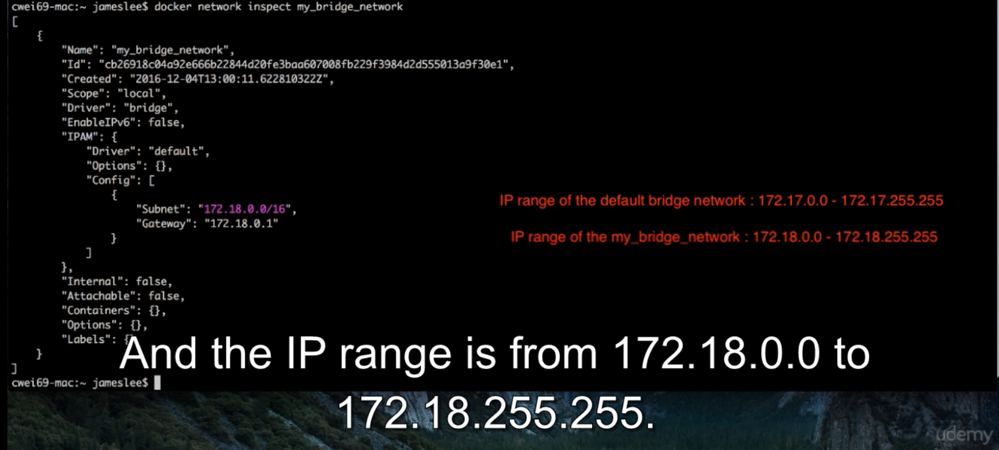 cwei69-mac:~ jameslee$ docker network inspect my_bridge_network
[
    {
        "Name": "my_bridge_network",
        "Id": "cb26918c04a92e666b22844d20fe3baa607008fb229f3984d2d555013a9f30e1",
        "Created": "2016-12-04T13:00:11.622810322Z",
        "Scope": "local",
        "Driver": "bridge",
        "EnableIPv6": false,
        "IPAM": {
            "Driver": "default",
            "Options": {},
            "Config": [
                {
                    "Subnet": "172.18.0.0/16",
                    "Gateway": "172.18.0.1"
                }
            ]
        },
        "Internal": false,
        "Attachable": false,
        "Containers": {},
        "Options": {},
        "Labels": {
    }
]
cwei69-mac:~ jameslee$
IP range of the default bridge network : 172.17.0.0 - 172.17.255.255
IP range of the my_bridge_network : 172.18.0.0 - 172.18.255.255
And the IP range is from 172.18.0.0 to
172.18.255.255.
udemy